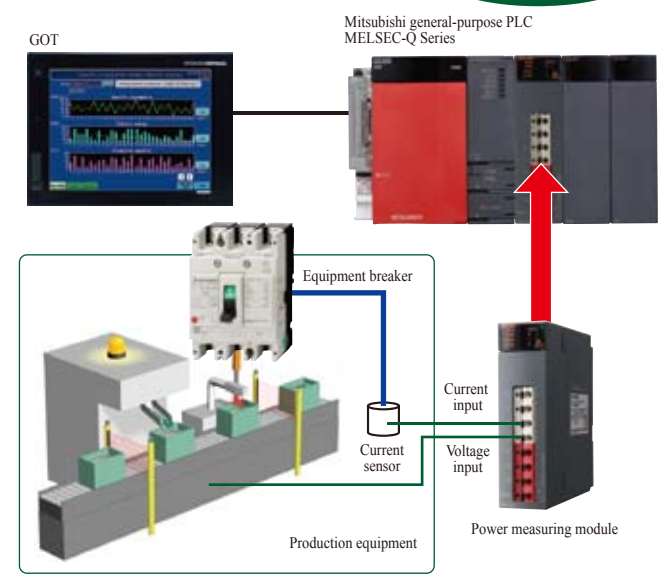 Mitsubishi general-purpose PLC
MELSEC-Q Series
GOT
Equipment breaker
Current
input
Current
sensor
Voltage
input
Production equipment
Power measuring module